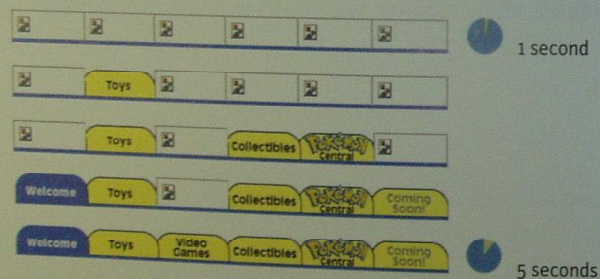 1 second
Toys
Toys
Collectibles
POKéMON
Central
Welcome
Toys
Collectibles
POKéMON
Central
Coming
Soon!
Welcome
Toys
Video
Games
Collectibles
POKéMON
Central
Coming
Soon!
5 seconds